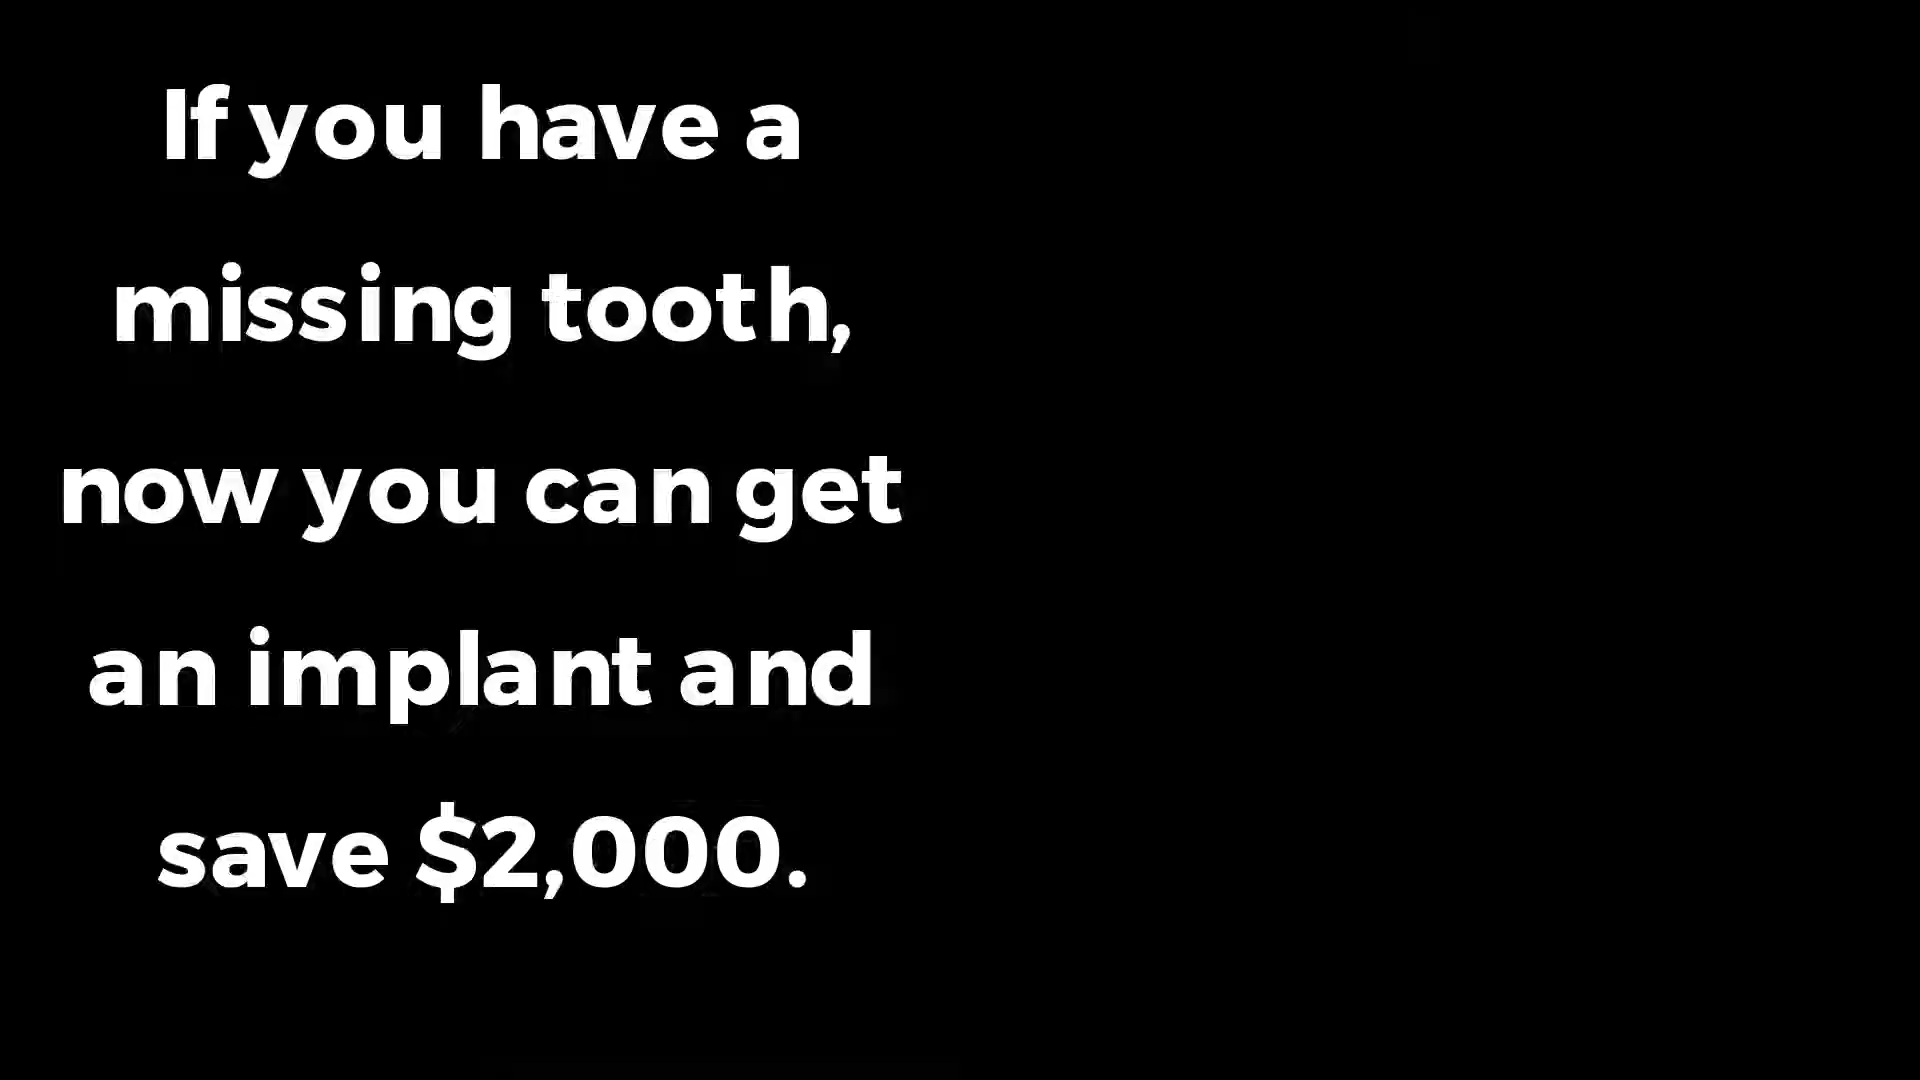 If you have a
missing tooth,
now you can get
an implant and
save $2,000.